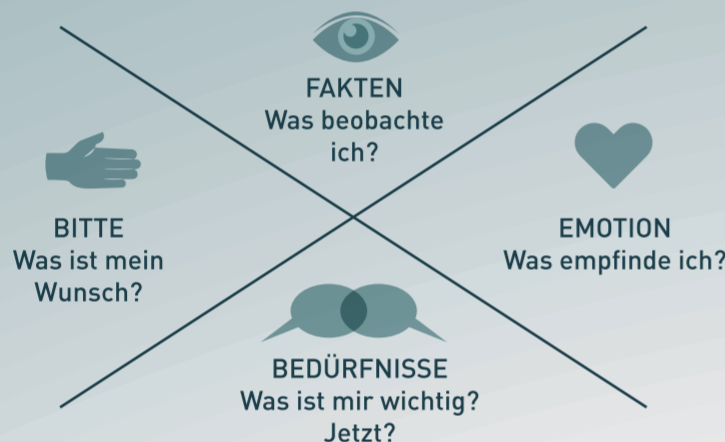 FAKTEN
Was beobachte
ich?
BITTE
Was ist mein
Wunsch?
EMOTION
Was empfinde ich?
BEDÜRFNISSE
Was ist mir wichtig?
Jetzt?